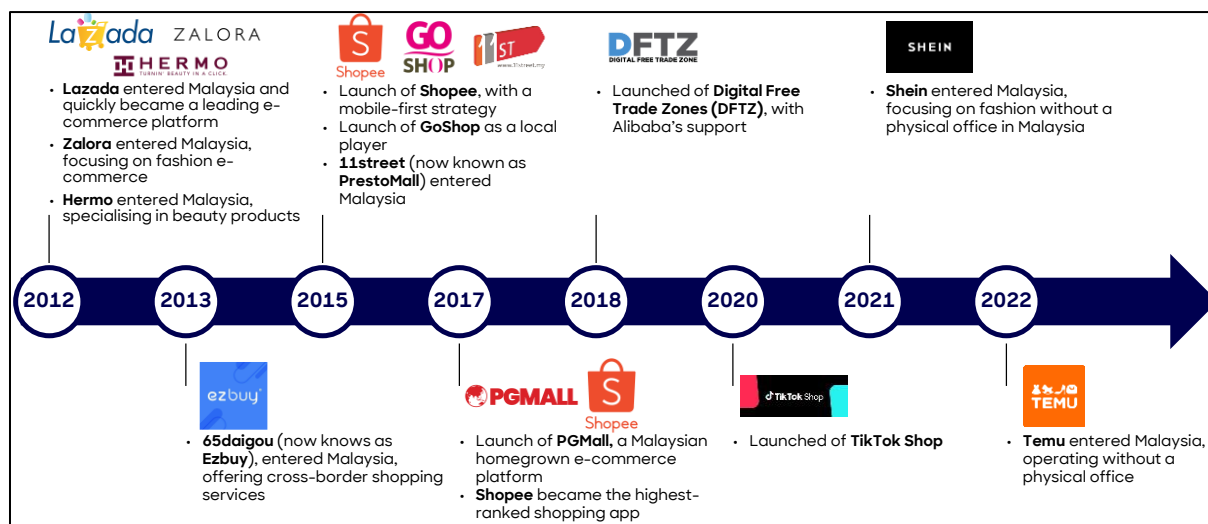 Lazada ZALORA
HERMO
TURNIN' BEAUTY IN A CLICK.
• Lazada entered Malaysia and
quickly became a leading e-
commerce platform
• Zalora entered Malaysia,
focusing on fashion e-
commerce
• Hermo entered Malaysia,
specialising in beauty products
S
Shopee
GO
SHOP
11ST
www.11street.my
• Launch of Shopee, with a
mobile-first strategy
• Launch of GoShop as a local
player
• 11street (now known as
PrestoMall) entered
Malaysia
DFTZ
DIGITAL FREE TRADE ZONE
• Launched of Digital Free
Trade Zones (DFTZ), with
Alibaba's support
SHEIN
• Shein entered Malaysia,
focusing on fashion without a
physical office in Malaysia
2012 2013 2015 2017 2018 2020 2021 2022
ezbuy
• 65daigou (now knows as
Ezbuy), entered Malaysia,
offering cross-border shopping
services
PGMALL
S
Shopee
• Launch of PGMall, a Malaysian
homegrown e-commerce
platform
• Shopee became the highest-
ranked shopping app
TikTok Shop
• Launched of TikTok Shop
TEMU
• Temu entered Malaysia,
operating without a
physical office